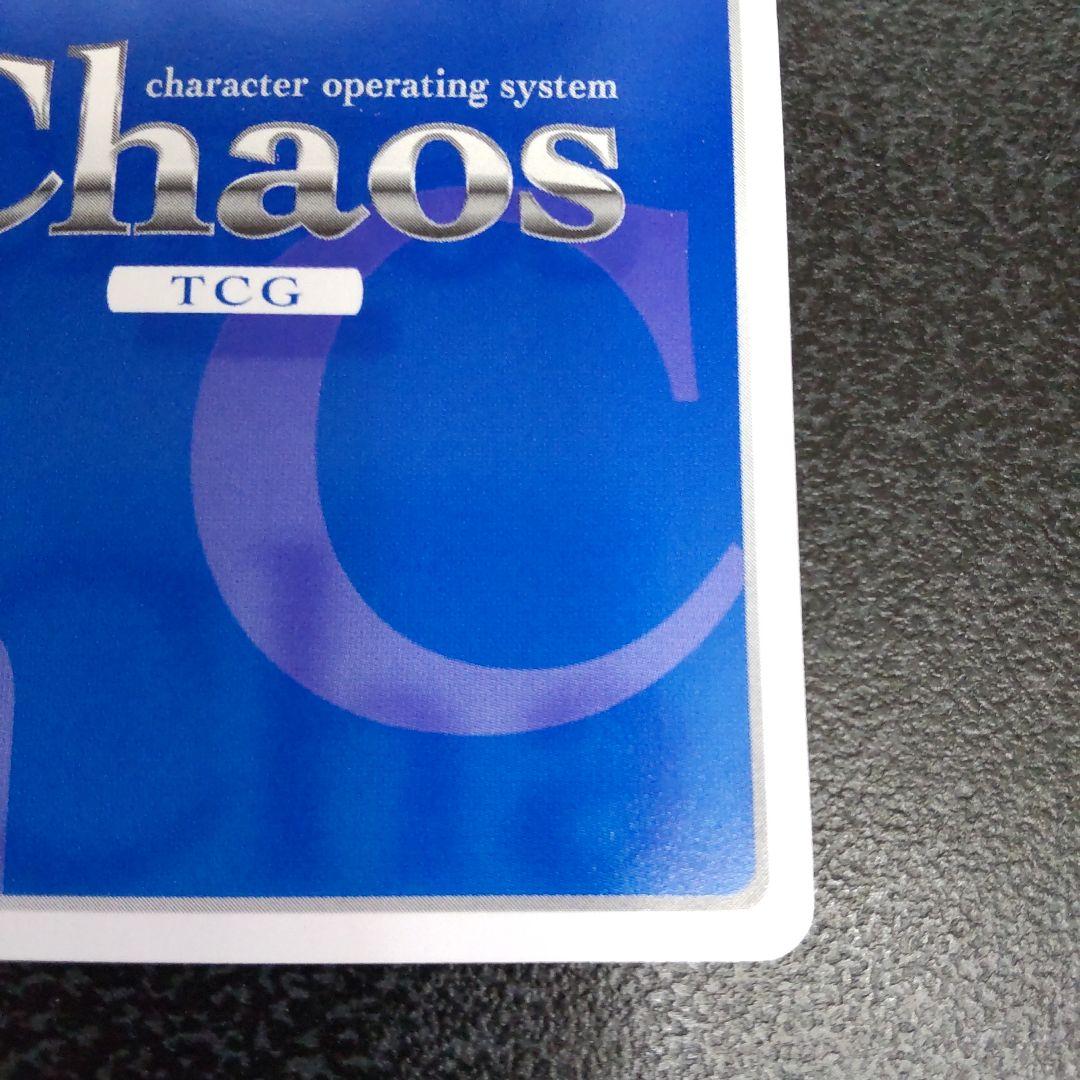 character operating system
Chaos
TCG
C